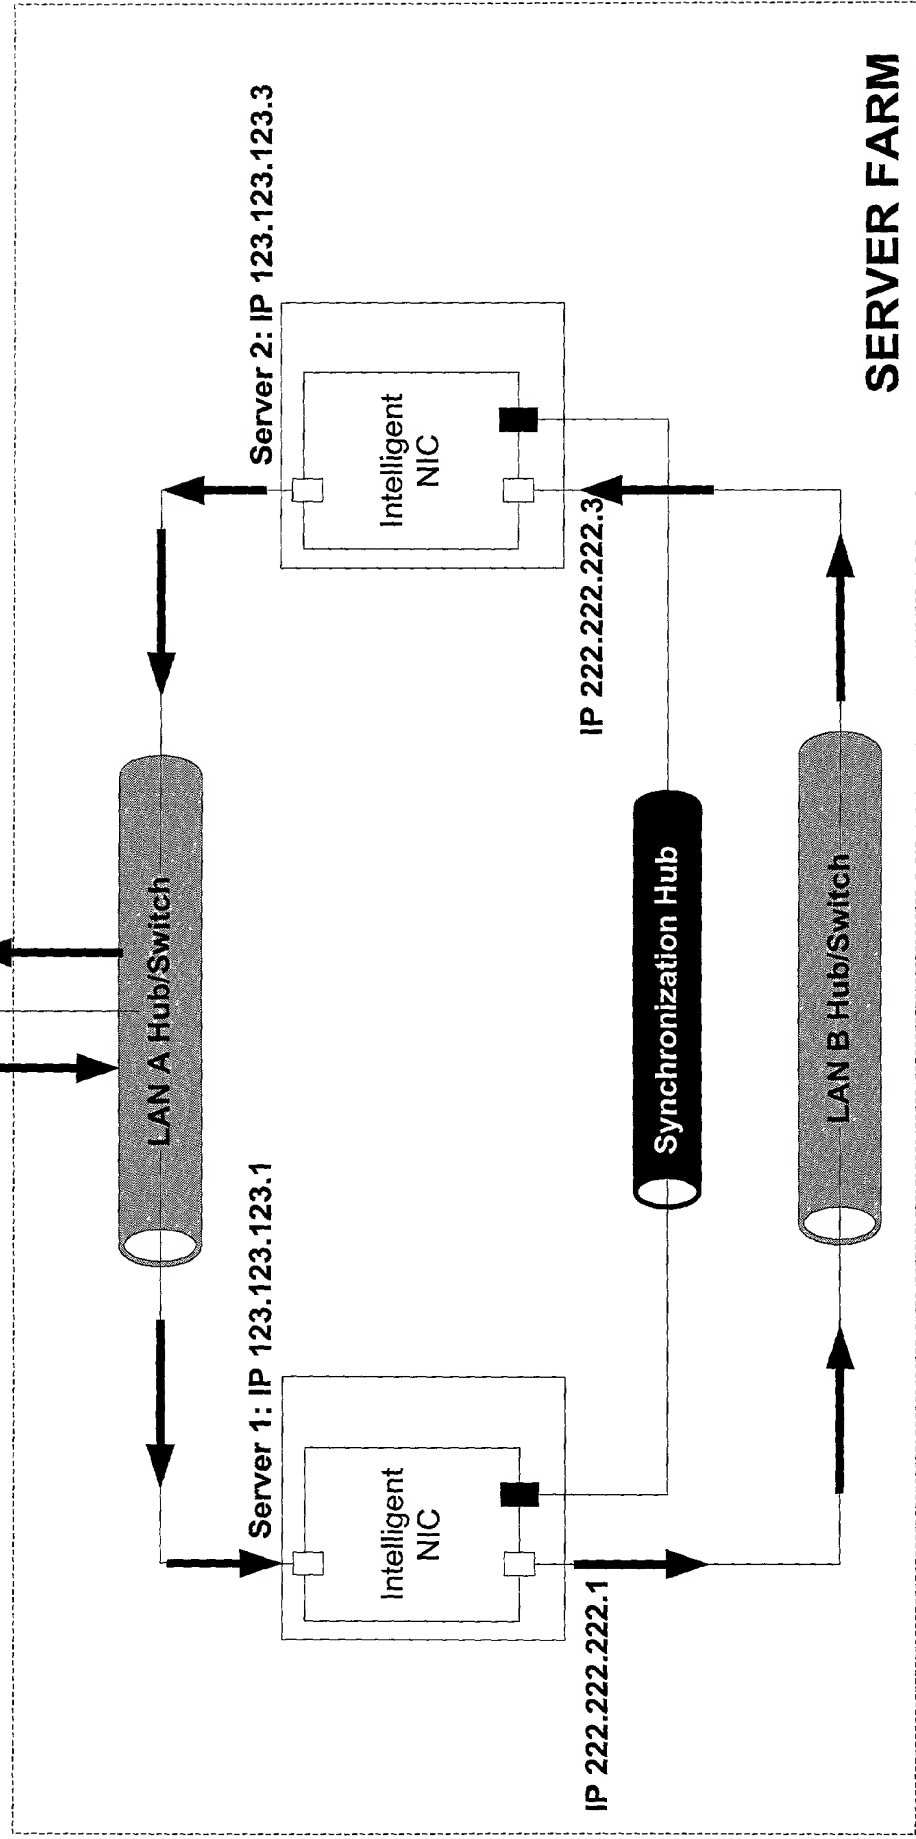 Server 1: IP 123.123.123.1
Intelligent
NIC
IP 222.222.222.1
LAN A Hub/Switch
Synchronization Hub
LAN B Hub/Switch
Server 2: IP 123.123.123.3
Intelligent
NIC
IP 222.222.222.3
SERVER FARM